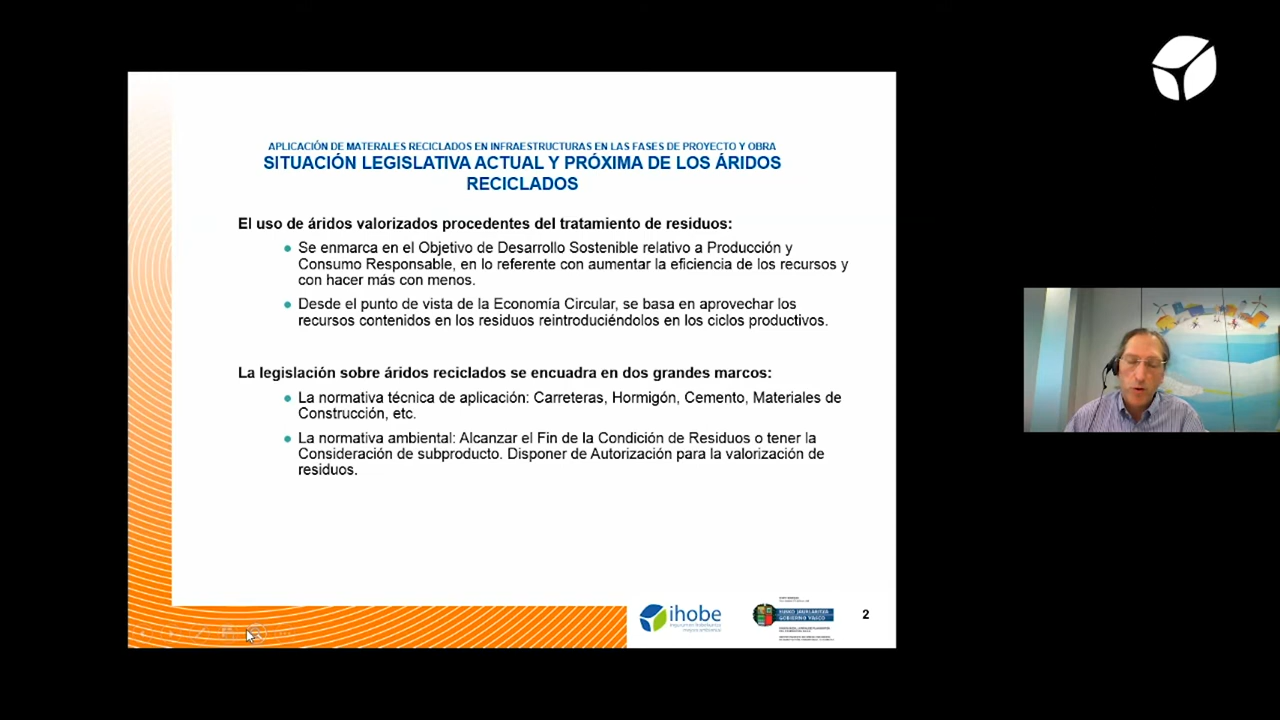 APLICACIÓN DE MATERALES RECICLADOS EN INFRAESTRUCTURAS EN LAS FASES DE PROYECTO Y OBRA
SITUACIÓN LEGISLATIVA ACTUAL Y PRÓXIMA DE LOS ÁRIDOS
RECICLADOS
El uso de áridos valorizados procedentes del tratamiento de residuos:
Se enmarca en el Objetivo de Desarrollo Sostenible relativo a Producción y
Consumo Responsable, en lo referente con aumentar la eficiencia de los recursos y
con hacer más con menos.
Desde el punto de vista de la Economía Circular, se basa en aprovechar los
recursos contenidos en los residuos reintroduciéndolos en los ciclos productivos.
La legislación sobre áridos reciclados se encuadra en dos grandes marcos:
La normativa técnica de aplicación: Carreteras, Hormigón, Cemento, Materiales de
Construcción, etc.
La normativa ambiental: Alcanzar el Fin de la Condición de Residuos o tener la
Consideración de subproducto. Disponer de Autorización para la valorización de
residuos.
ihobe
EUSKO JAURLARITZA
GOBIERNO VASCO
2